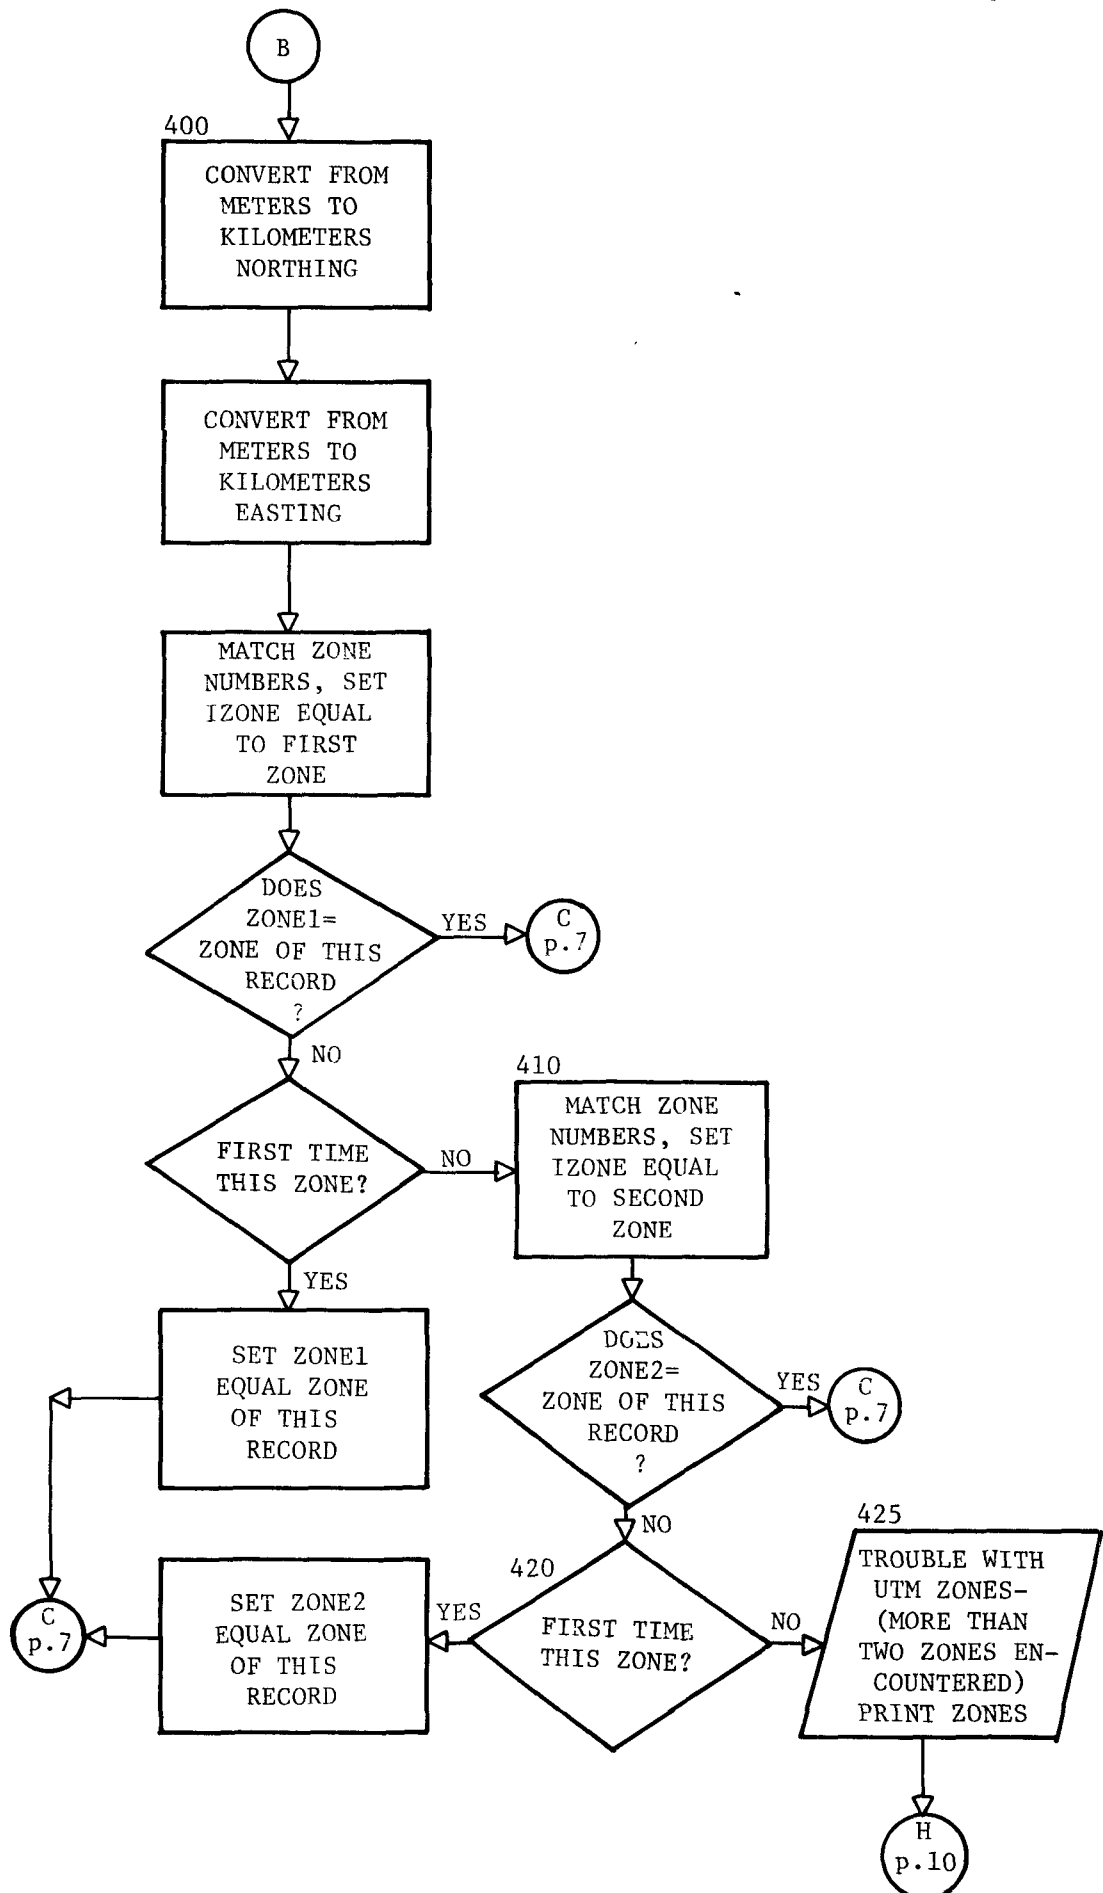 B
400
CONVERT FROM
METERS TO
KILOMETERS
NORTHING
CONVERT FROM
METERS TO
KILOMETERS
EASTING
MATCH ZONE
NUMBERS, SET
IZONE EQUAL
TO FIRST
ZONE
DOES
ZONE1=
ZONE OF THIS
RECORD
?
YES
C
p.7
NO
FIRST TIME
THIS ZONE?
NO
410
MATCH ZONE
NUMBERS, SET
IZONE EQUAL
TO SECOND
ZONE
YES
SET ZONE1
EQUAL ZONE
OF THIS
RECORD
DOES
ZONE2=
ZONE OF THIS
RECORD
?
YES
C
p.7
NO
420
FIRST TIME
THIS ZONE?
YES
SET ZONE2
EQUAL ZONE
OF THIS
RECORD
C
p.7
NO
425
TROUBLE WITH
UTM ZONES-
(MORE THAN
TWO ZONES EN-
COUNTERED)
PRINT ZONES
H
p.10